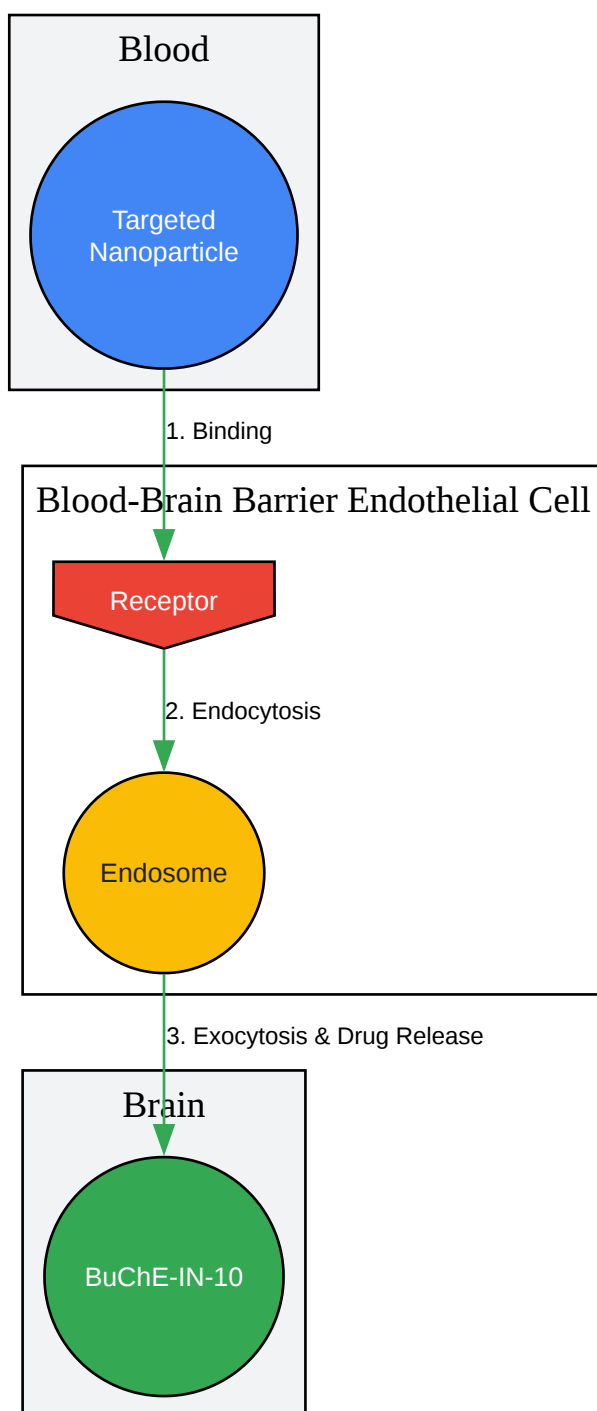 Blood
Targeted
Nanoparticle
1. Binding
Blood-Brain Barrier Endothelial Cell
Receptor
2. Endocytosis
Endosome
3. Exocytosis & Drug Release
Brain
BuChE-IN-10